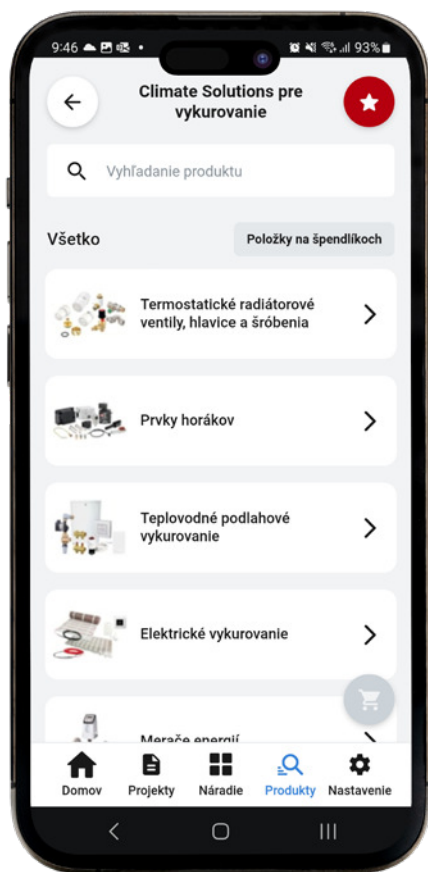 9:46
93%
Climate Solutions pre
vykurovanie
Vyhľadanie produktu
Všetko
Položky na špendlíkoch
Termostatické radiátorové
ventily, hlavice a šróbenia
Prvky horákov
Teplovodné podlahové
vykurovanie
Elektrické vykurovanie
Merače energií
Domov Projekty Náradie Produkty Nastavenie